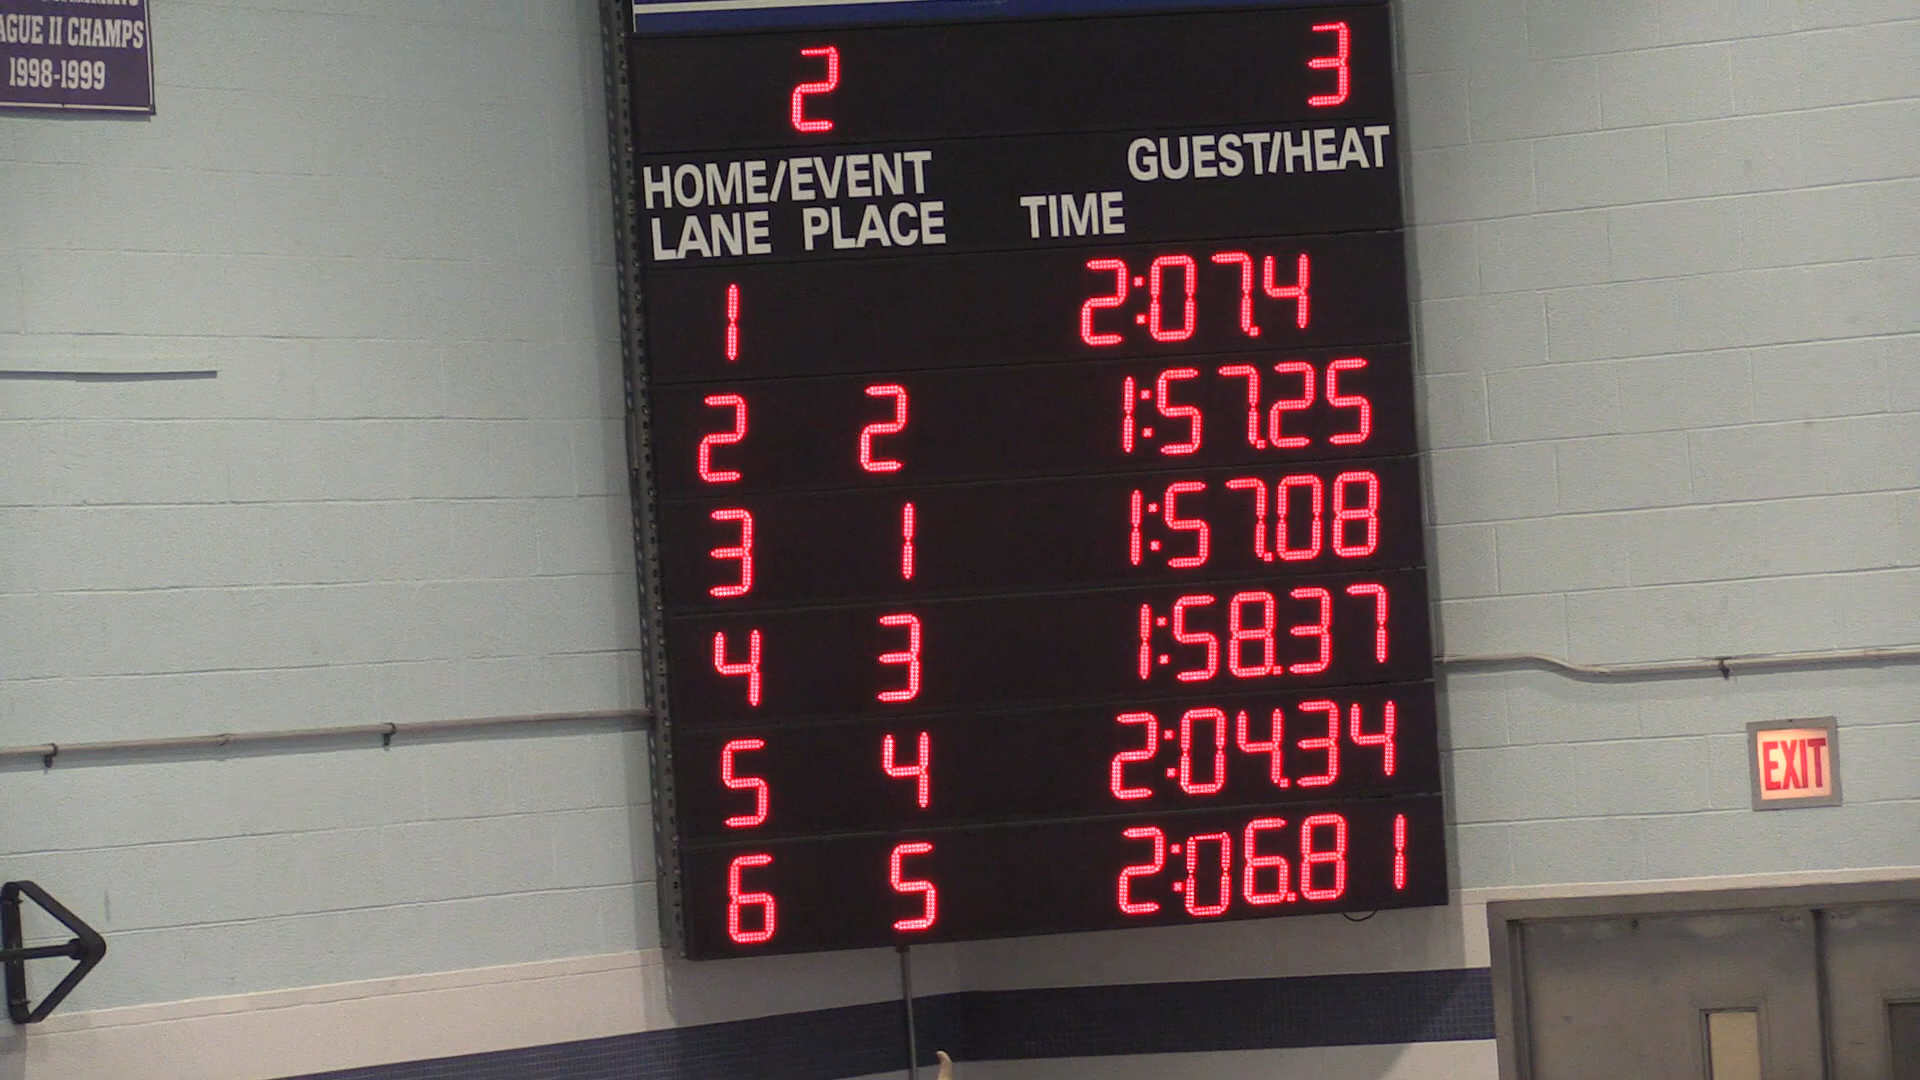 AGUE II CHAMPS
1998-1999
2 3
HOME/EVENT GUEST/HEAT
LANE PLACE TIME
1 2:07.4
2 2 1:57.25
3 1 1:57.08
4 3 1:58.37
5 4 2:04.34
6 5 2:06.81
EXIT